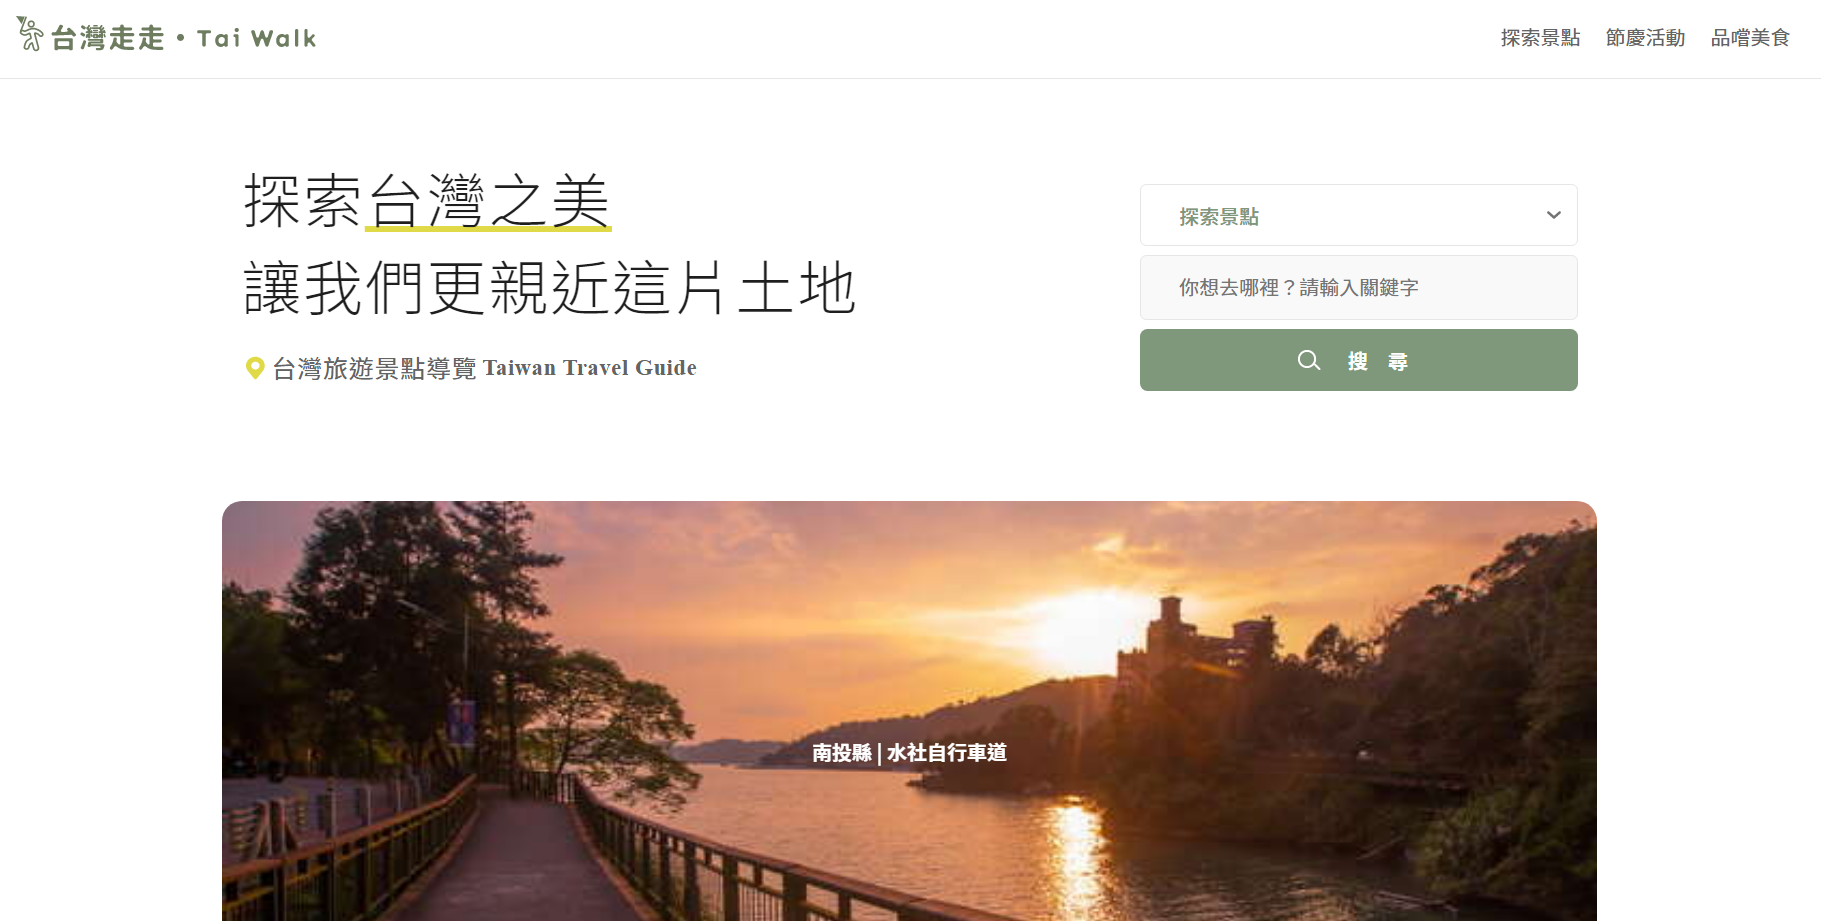 台灣走走・Tai Walk
探索景點 節慶活動 品嚐美食
探索台灣之美
讓我們更親近這片土地
台灣旅遊景點導覽 Taiwan Travel Guide
探索景點
你想去哪裡？請輸入關鍵字
搜 尋
南投縣 | 水社自行車道